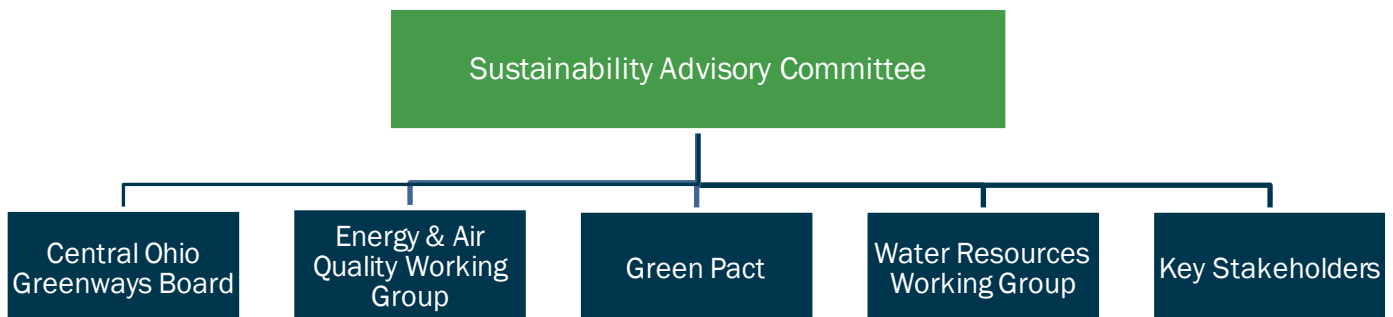 Sustainability Advisory Committee
Central Ohio
Greenways Board
Energy & Air
Quality Working
Group
Green Pact
Water Resources
Working Group
Key Stakeholders